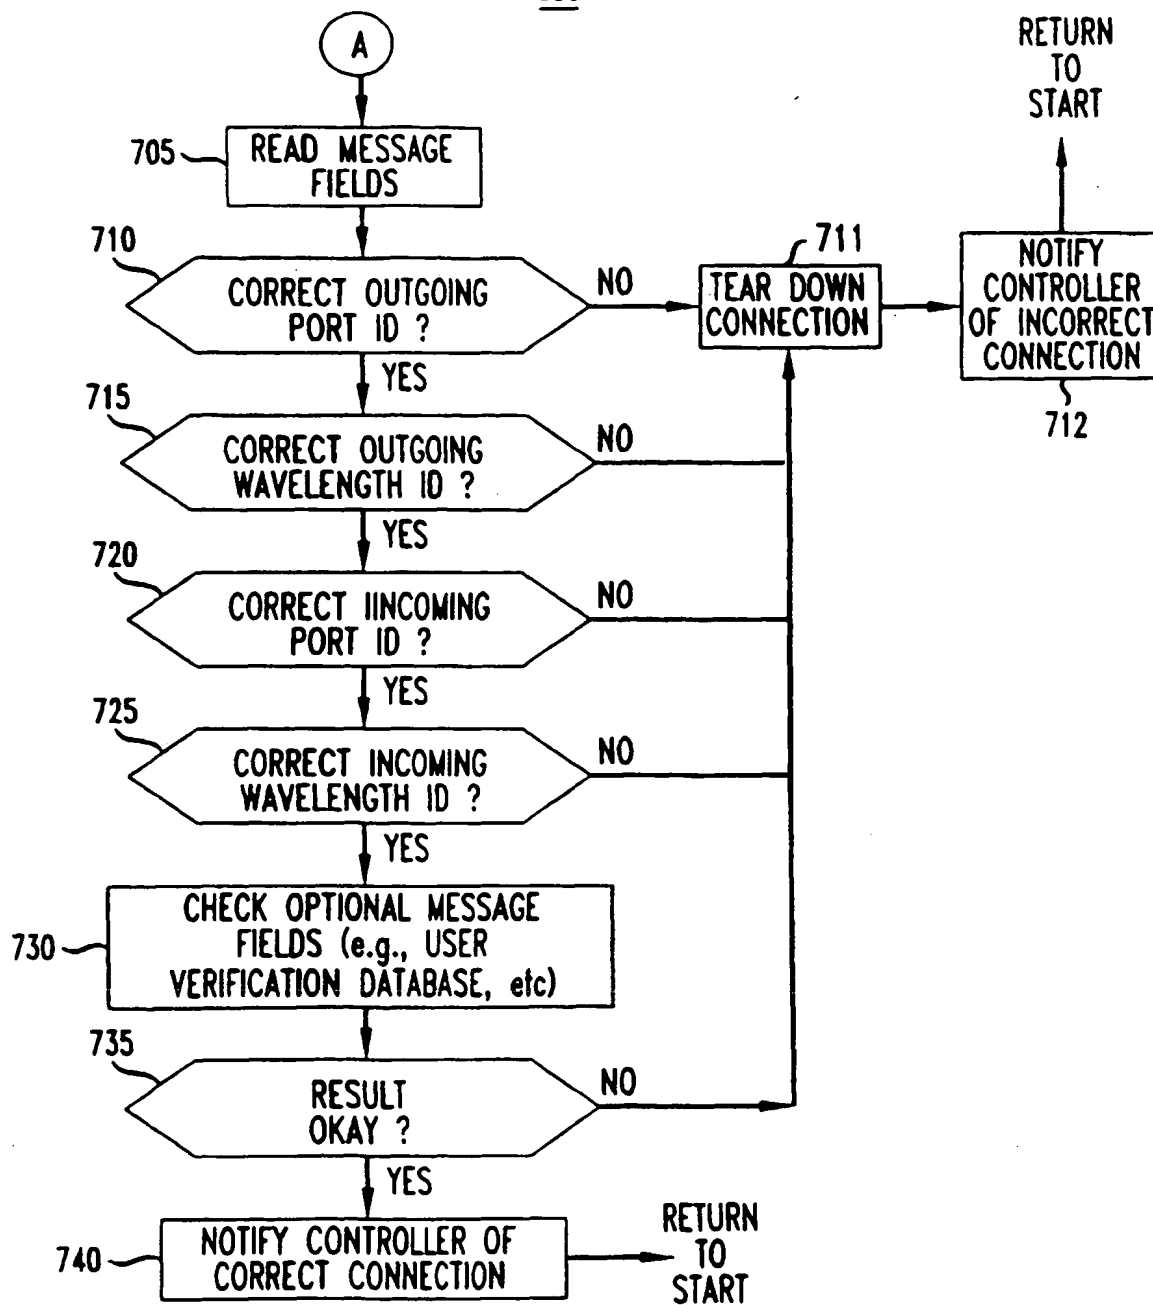 A
RETURN
TO
START
705
READ MESSAGE
FIELDS
710
CORRECT OUTGOING
PORT ID ?
NO
711
TEAR DOWN
CONNECTION
NOTIFY
CONTROLLER
OF INCORRECT
CONNECTION
712
YES
715
CORRECT OUTGOING
WAVELENGTH ID ?
NO
YES
720
CORRECT IINCOMING
PORT ID ?
NO
YES
725
CORRECT INCOMING
WAVELENGTH ID ?
NO
YES
730
CHECK OPTIONAL MESSAGE
FIELDS (e.g., USER
VERIFICATION DATABASE, etc)
735
RESULT
OKAY ?
NO
YES
740
NOTIFY CONTROLLER OF
CORRECT CONNECTION
RETURN
TO
START